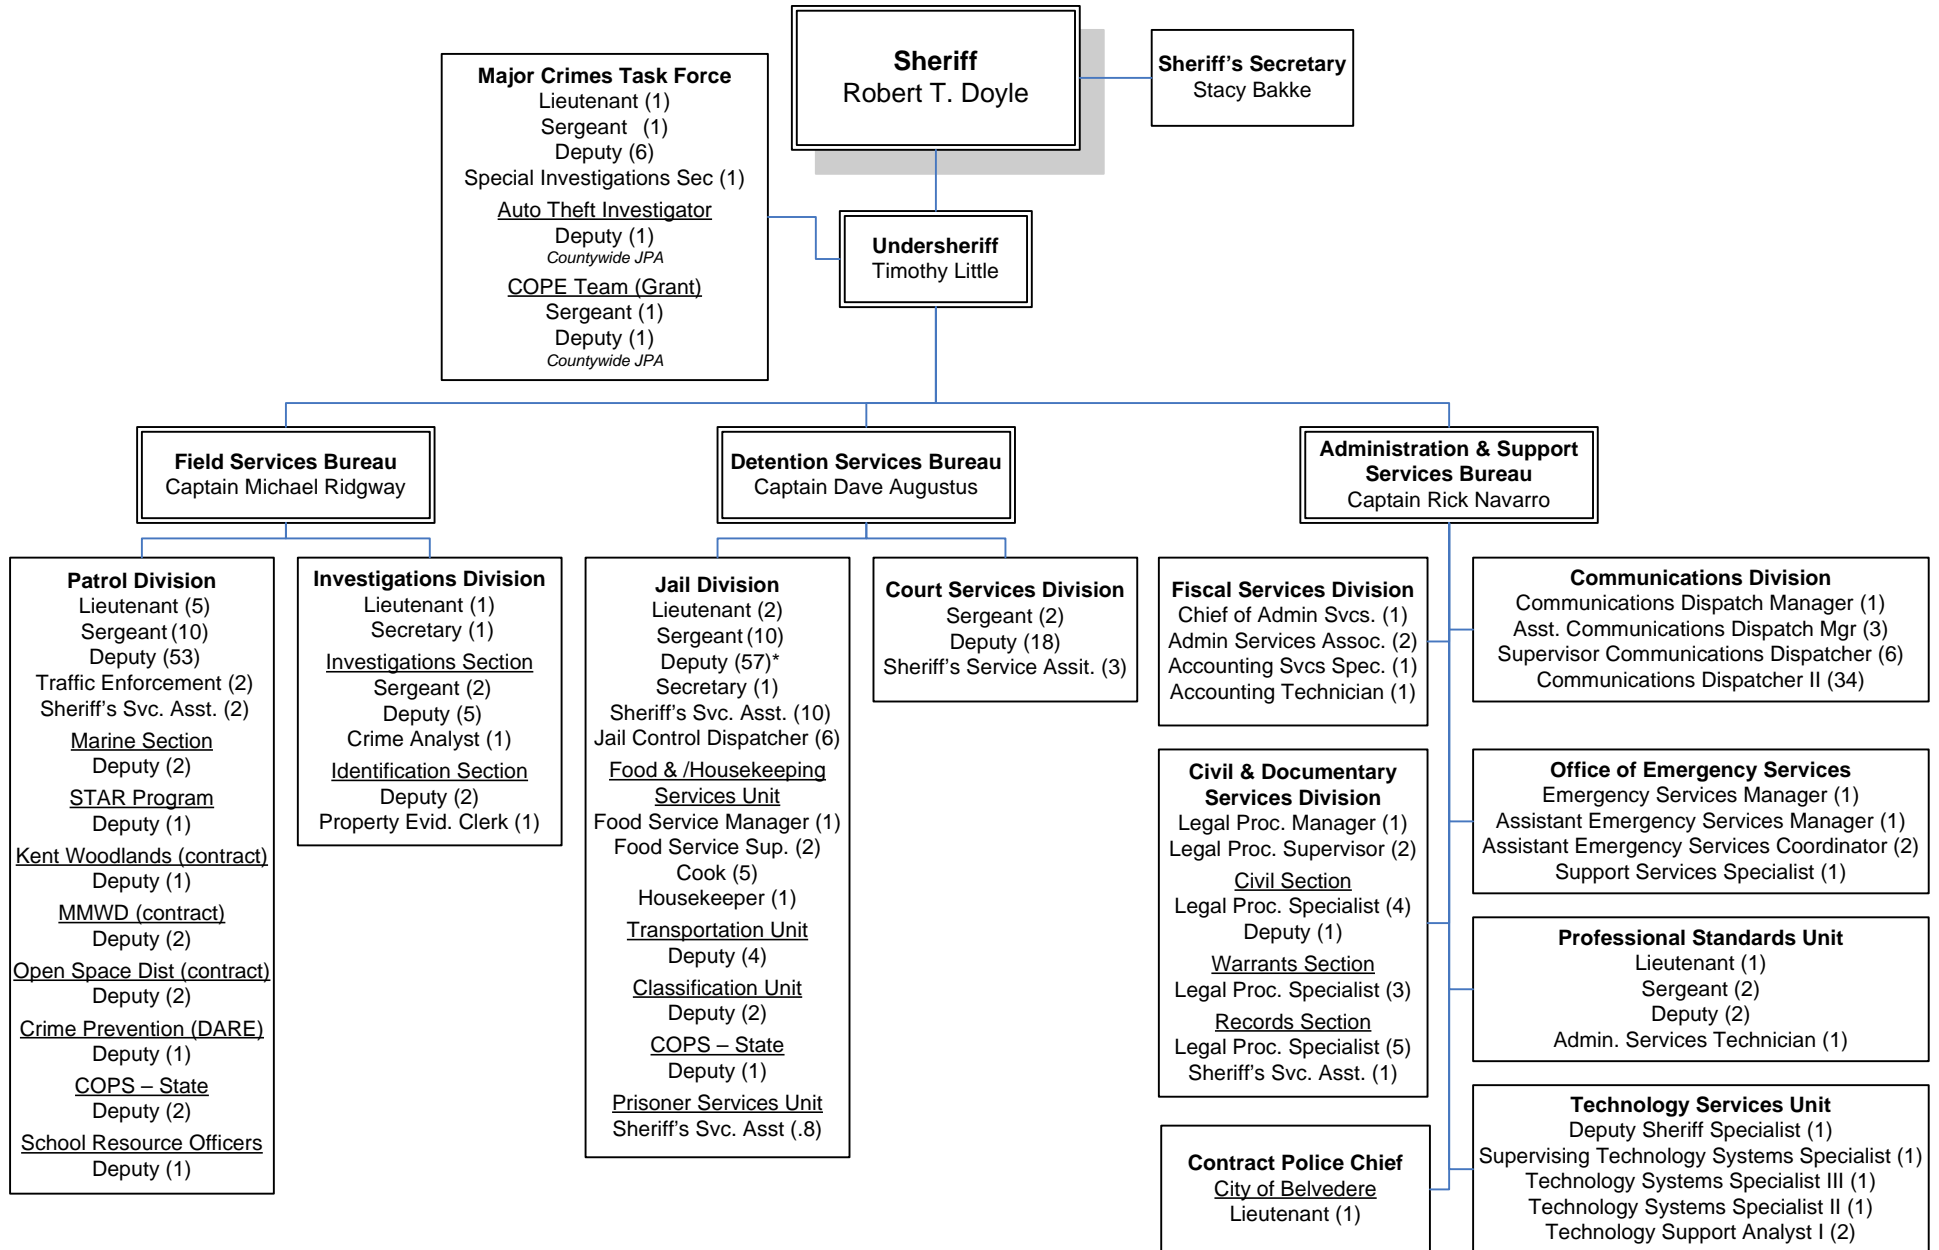 Sheriff
Robert T. Doyle
Sheriff's Secretary
Stacy Bakke
Major Crimes Task Force
Lieutenant (1)
Sergeant (1)
Deputy (6)
Special Investigations Sec (1)
Auto Theft Investigator
Deputy (1)
Countywide JPA
COPE Team (Grant)
Sergeant (1)
Deputy (1)
Countywide JPA
Undersheriff
Timothy Little
Field Services Bureau
Captain Michael Ridgway
Detention Services Bureau
Captain Dave Augustus
Administration & Support
Services Bureau
Captain Rick Navarro
Patrol Division
Lieutenant (5)
Sergeant (10)
Deputy (53)
Traffic Enforcement (2)
Sheriff's Svc. Asst. (2)
Marine Section
Deputy (2)
STAR Program
Deputy (1)
Kent Woodlands (contract)
Deputy (1)
MMWD (contract)
Deputy (2)
Open Space Dist (contract)
Deputy (2)
Crime Prevention (DARE)
Deputy (1)
COPS – State
Deputy (2)
School Resource Officers
Deputy (1)
Investigations Division
Lieutenant (1)
Secretary (1)
Investigations Section
Sergeant (2)
Deputy (5)
Crime Analyst (1)
Identification Section
Deputy (2)
Property Evid. Clerk (1)
Jail Division
Lieutenant (2)
Sergeant (10)
Deputy (57)*
Secretary (1)
Sheriff's Svc. Asst. (10)
Jail Control Dispatcher (6)
Food & /Housekeeping
Services Unit
Food Service Manager (1)
Food Service Sup. (2)
Cook (5)
Housekeeper (1)
Transportation Unit
Deputy (4)
Classification Unit
Deputy (2)
COPS – State
Deputy (1)
Prisoner Services Unit
Sheriff's Svc. Asst (.8)
Court Services Division
Sergeant (2)
Deputy (18)
Sheriff's Service Assit. (3)
Fiscal Services Division
Chief of Admin Svcs. (1)
Admin Services Assoc. (2)
Accounting Svcs Spec. (1)
Accounting Technician (1)
Civil & Documentary
Services Division
Legal Proc. Manager (1)
Legal Proc. Supervisor (2)
Civil Section
Legal Proc. Specialist (4)
Deputy (1)
Warrants Section
Legal Proc. Specialist (3)
Records Section
Legal Proc. Specialist (5)
Sheriff's Svc. Asst. (1)
Contract Police Chief
City of Belvedere
Lieutenant (1)
Communications Division
Communications Dispatch Manager (1)
Asst. Communications Dispatch Mgr (3)
Supervisor Communications Dispatcher (6)
Communications Dispatcher II (34)
Office of Emergency Services
Emergency Services Manager (1)
Assistant Emergency Services Manager (1)
Assistant Emergency Services Coordinator (2)
Support Services Specialist (1)
Professional Standards Unit
Lieutenant (1)
Sergeant (2)
Deputy (2)
Admin. Services Technician (1)
Technology Services Unit
Deputy Sheriff Specialist (1)
Supervising Technology Systems Specialist (1)
Technology Systems Specialist III (1)
Technology Systems Specialist II (1)
Technology Support Analyst I (2)